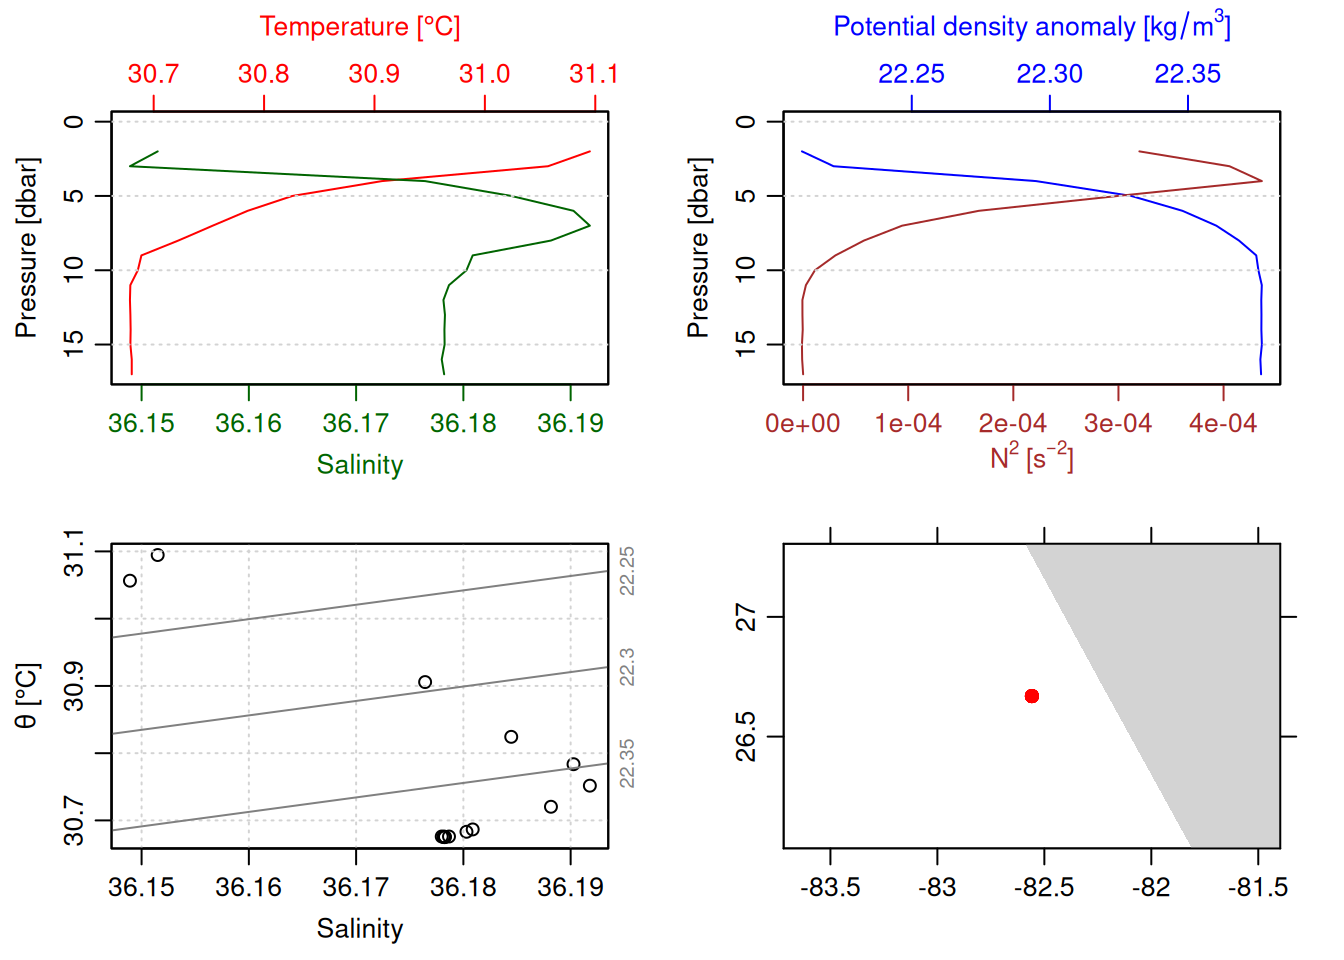 Temperature [°C]
30.7 30.8 30.9 31.0 31.1
Pressure [dbar]
0
5
10
15
36.15 36.16 36.17 36.18 36.19
Salinity
Potential density anomaly [kg/m³]
22.25 22.30 22.35
Pressure [dbar]
0
5
10
15
0e+00 1e-04 2e-04 3e-04 4e-04
N² [s⁻²]
θ [°C]
31.1
30.9
30.7
22.25
22.3
22.35
36.15 36.16 36.17 36.18 36.19
Salinity
27
26.5
-83.5 -83 -82.5 -82 -81.5